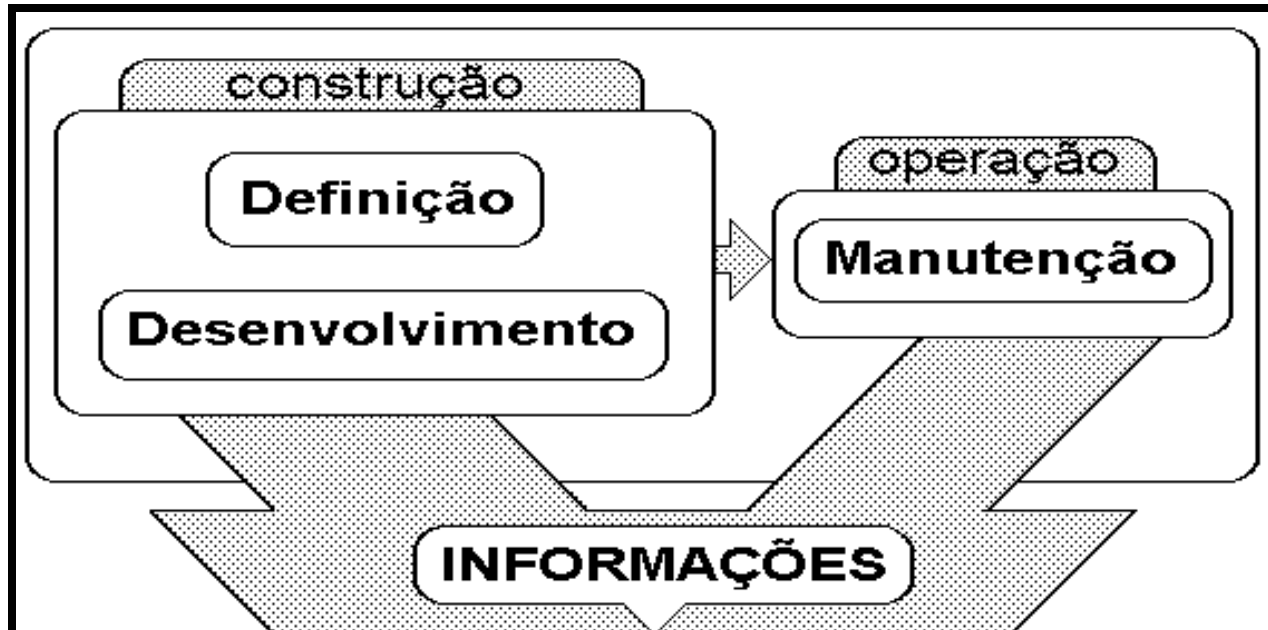 construção
Definição
Desenvolvimento
operação
Manutenção
INFORMAÇÕES